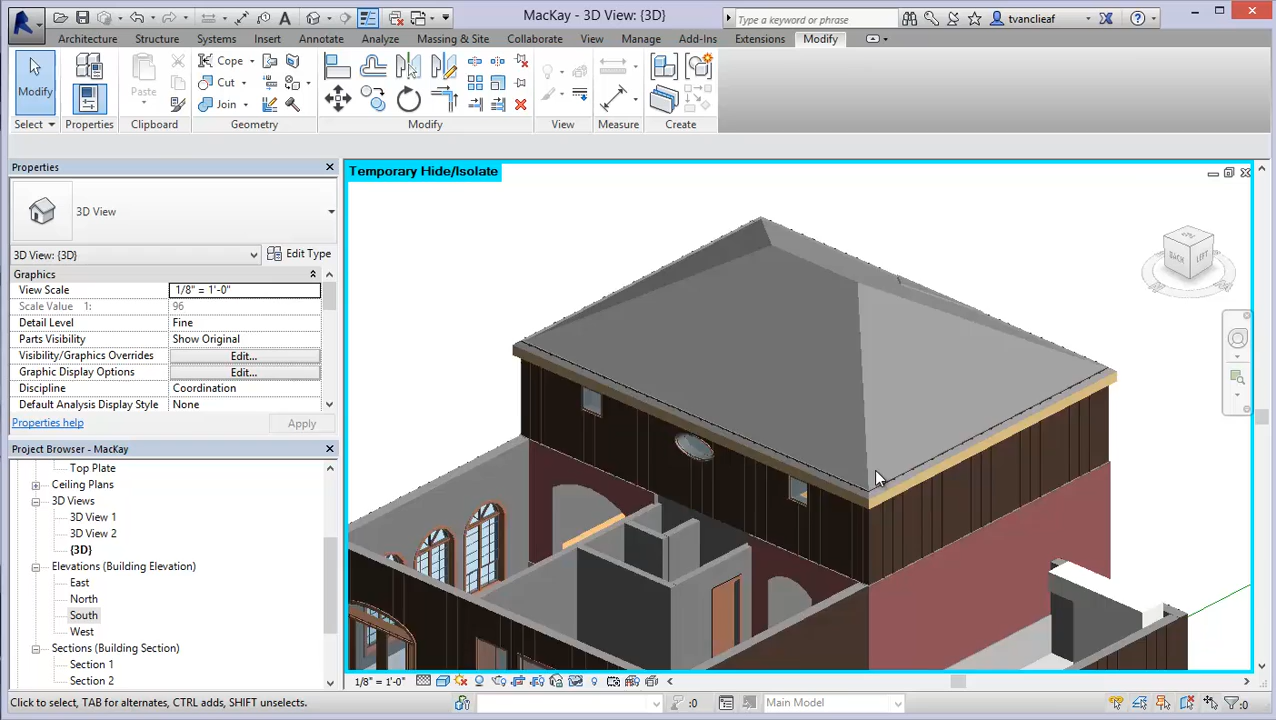 MacKay - 3D View: {3D}
Type a keyword or phrase
tvanclieaf
Architecture Structure Systems Insert Annotate Analyze Massing & Site Collaborate View Manage Add-Ins Extensions Modify
Modify
Paste
Cope
Cut
Join
Select Properties Clipboard Geometry Modify View Measure Create
Properties
3D View
3D View: {3D} Edit Type
Graphics
View Scale 1/8" = 1'-0"
Scale Value 1: 96
Detail Level Fine
Parts Visibility Show Original
Visibility/Graphics Overrides Edit...
Graphic Display Options Edit...
Discipline Coordination
Default Analysis Display Style None
Properties help Apply
Project Browser - MacKay
Top Plate
Ceiling Plans
3D Views
3D View 1
3D View 2
{3D}
Elevations (Building Elevation)
East
North
South
West
Sections (Building Section)
Section 1
Section 2
Temporary Hide/Isolate
BACK LEFT
1/8" = 1'-0"
Click to select, TAB for alternates, CTRL adds, SHIFT unselects.
:0
Main Model
:0